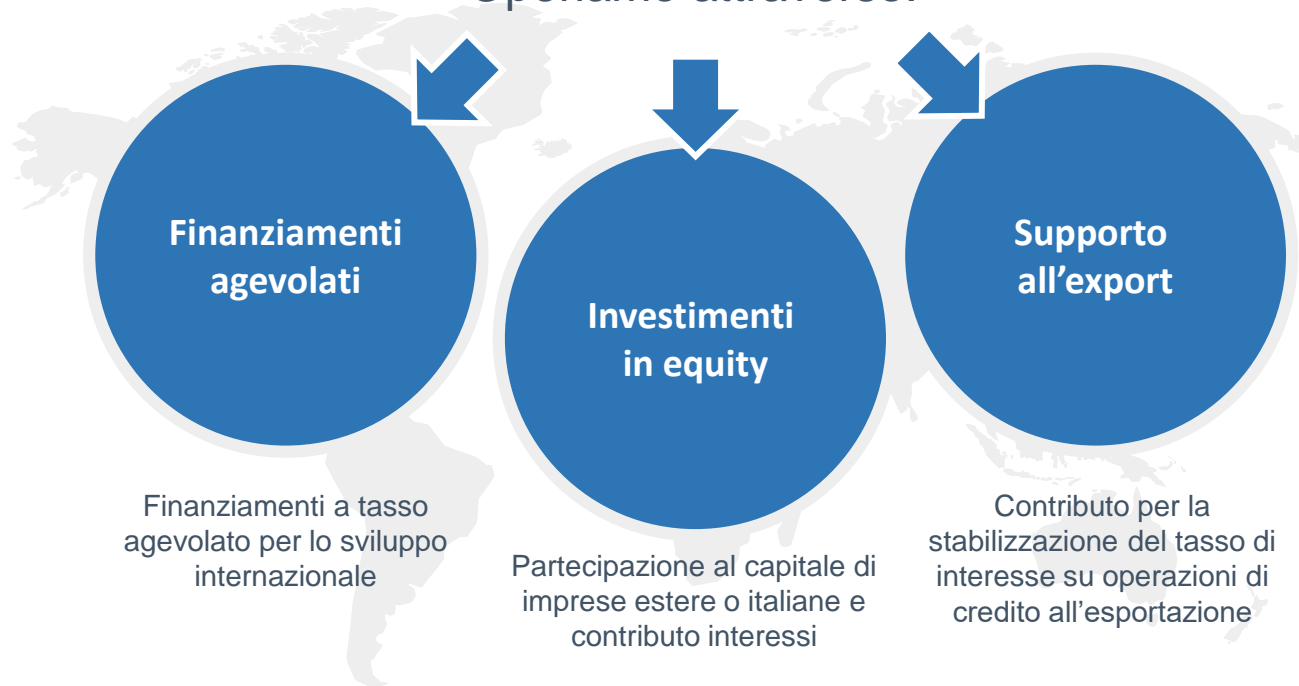 Operiamo attraverso:
Finanziamenti
agevolati
Investimenti
in equity
Supporto
all’export
Finanziamenti a tasso
agevolato per lo sviluppo
internazionale
Partecipazione al capitale di
imprese estere o italiane e
contributo interessi
Contributo per la
stabilizzazione del tasso di
interesse su operazioni di
credito all’esportazione